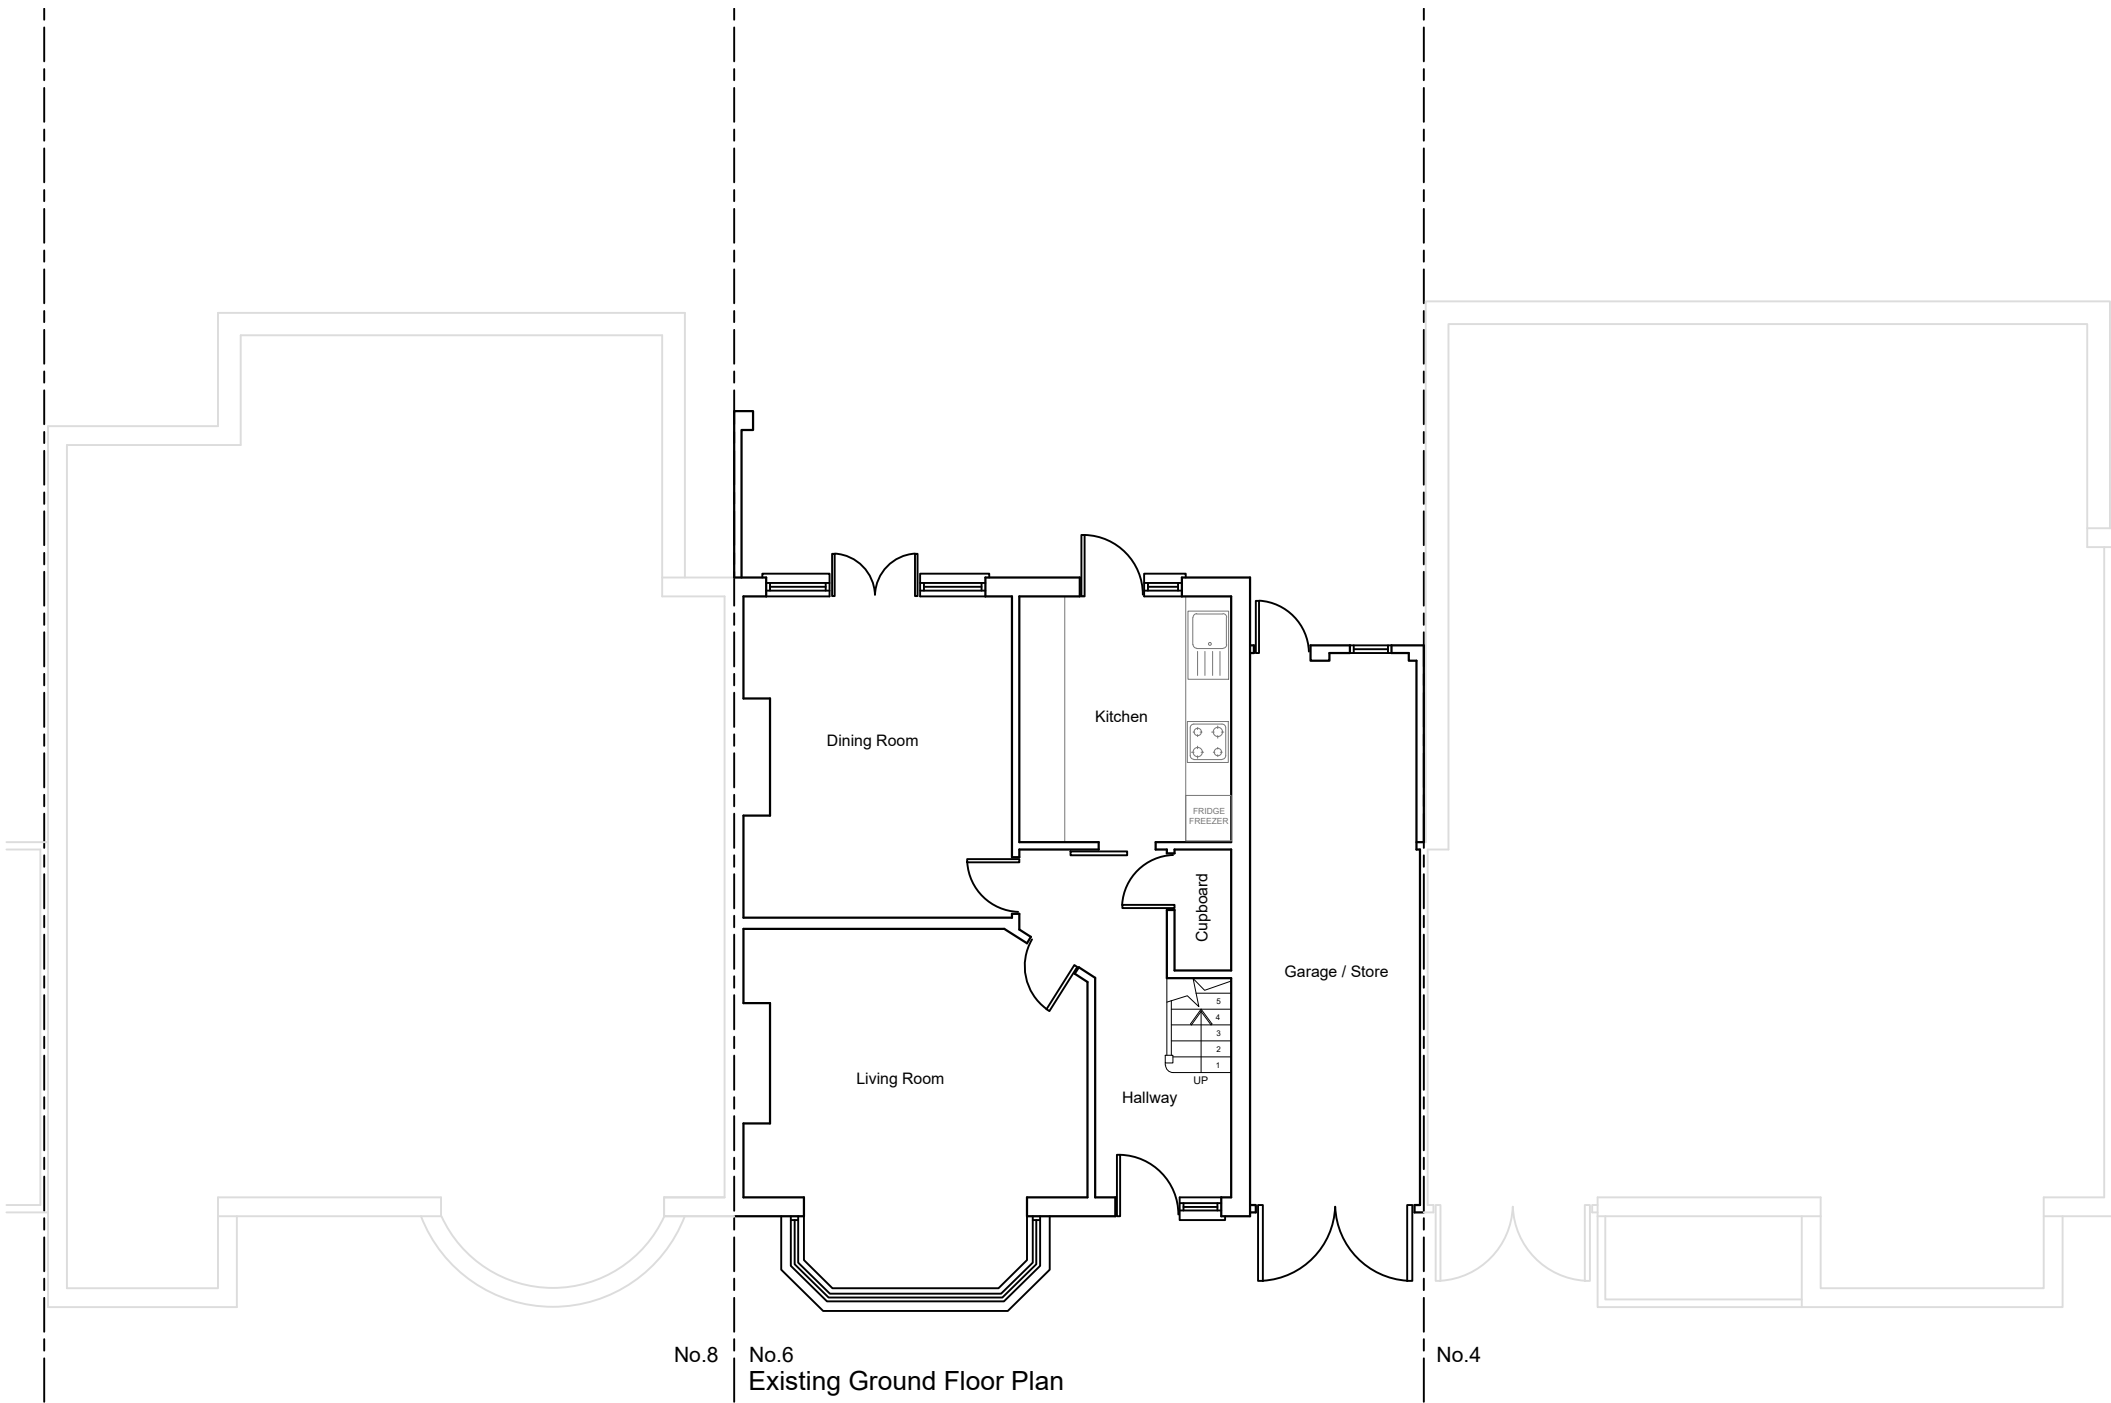 Kitchen
Dining Room
FRIDGE
FREEZER
Cupboard
Garage / Store
5
4
3
2
1
UP
Living Room
Hallway
No.8
No.6
No.4
Existing Ground Floor Plan